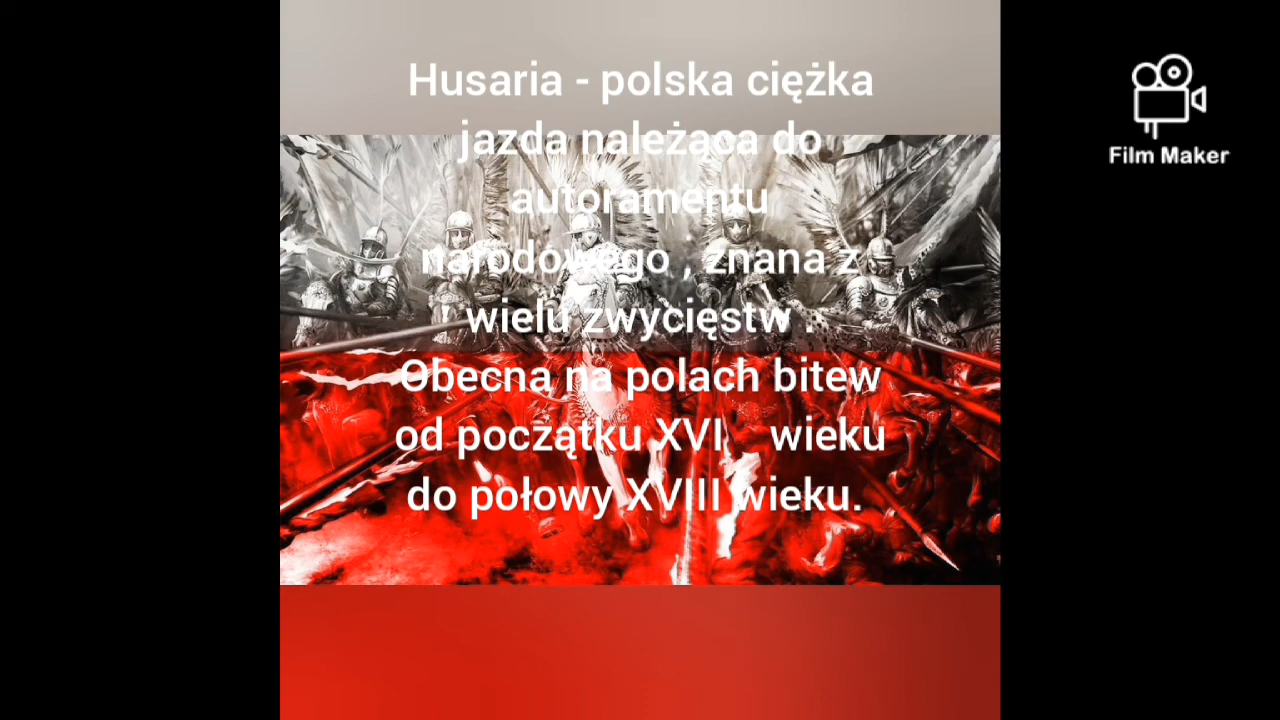 Husaria - polska ciężka
jazda należąca do
autoramentu
narodowego , znana z
wielu zwycięstw .
Obecna na polach bitew
od początku XVI wieku
do połowy XVIII wieku.
Film Maker